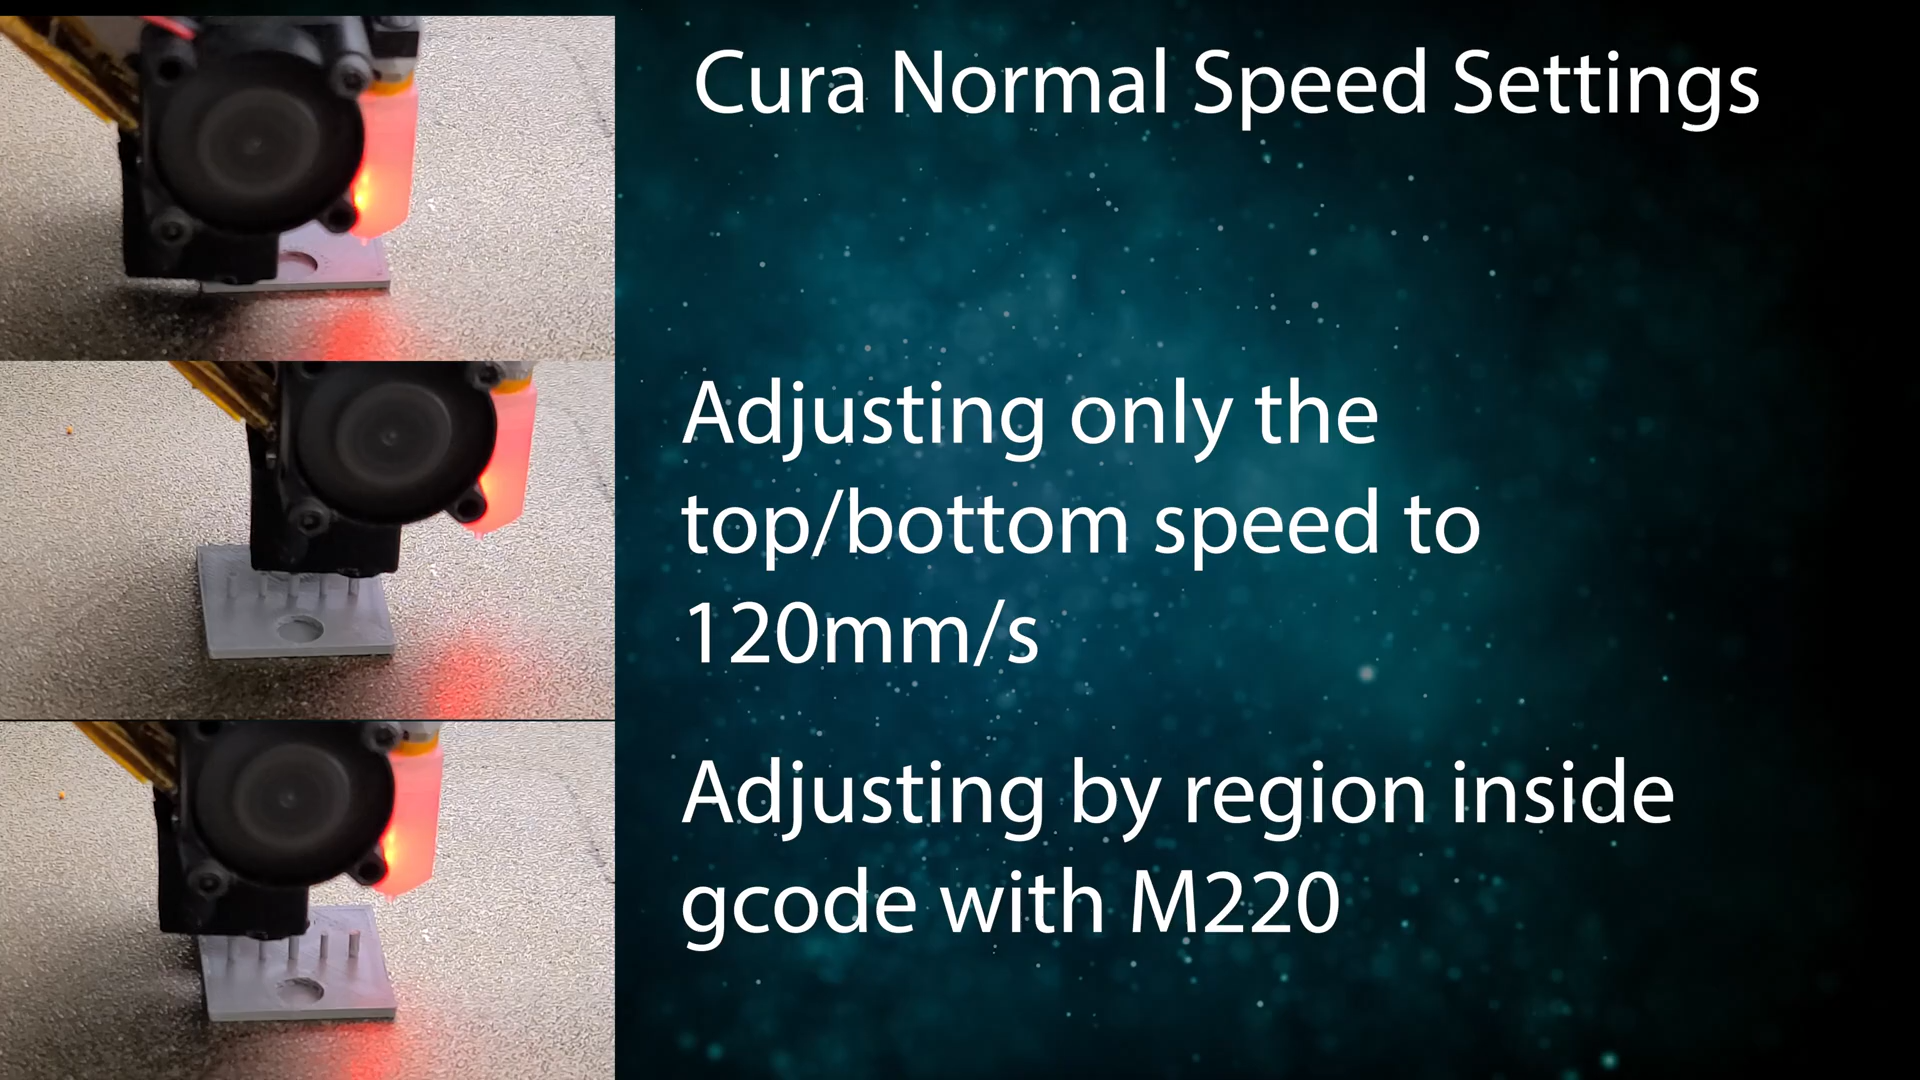 Cura Normal Speed Settings
Adjusting only the
top/bottom speed to
120mm/s
Adjusting by region inside
gcode with M220